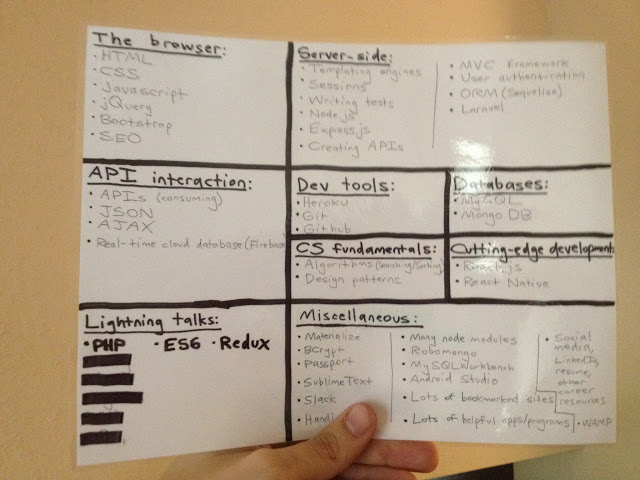 The browser:
• HTML
• CSS
• Javascript
• jQuery
• Bootstrap
• SEO
Server-side:
• Templating engines
• Sessions
• Writing tests
• Node.js
• Express.js
• Creating APIs
• MVC framework
• User authentication
• ORM (Sequelize)
• Laravel
API interaction:
• APIs (consuming)
• JSON
• AJAX
• Real-time cloud database (Firebase
Dev tools:
• Heroku
• Git
• Github
Databases:
• MySQL
• Mongo DB
CS fundamentals:
• Algorithms (Searching/Sorting)
• Design patterns
Cutting-edge development:
• React.js
• React Native
Lightning talks:
• PHP • ES6 • Redux
Miscellaneous:
• Materialize
• BCrypt
• Passport
• SublimeText
• Slack
• Many node modules
• Robomongo
• MySQLWorkbench
• Android Studio
• Lots of bookmarked sites
• Lots of helpful apps/programs
• Social
media,
LinkedIn,
resume,
other
career
resources
• WAMP